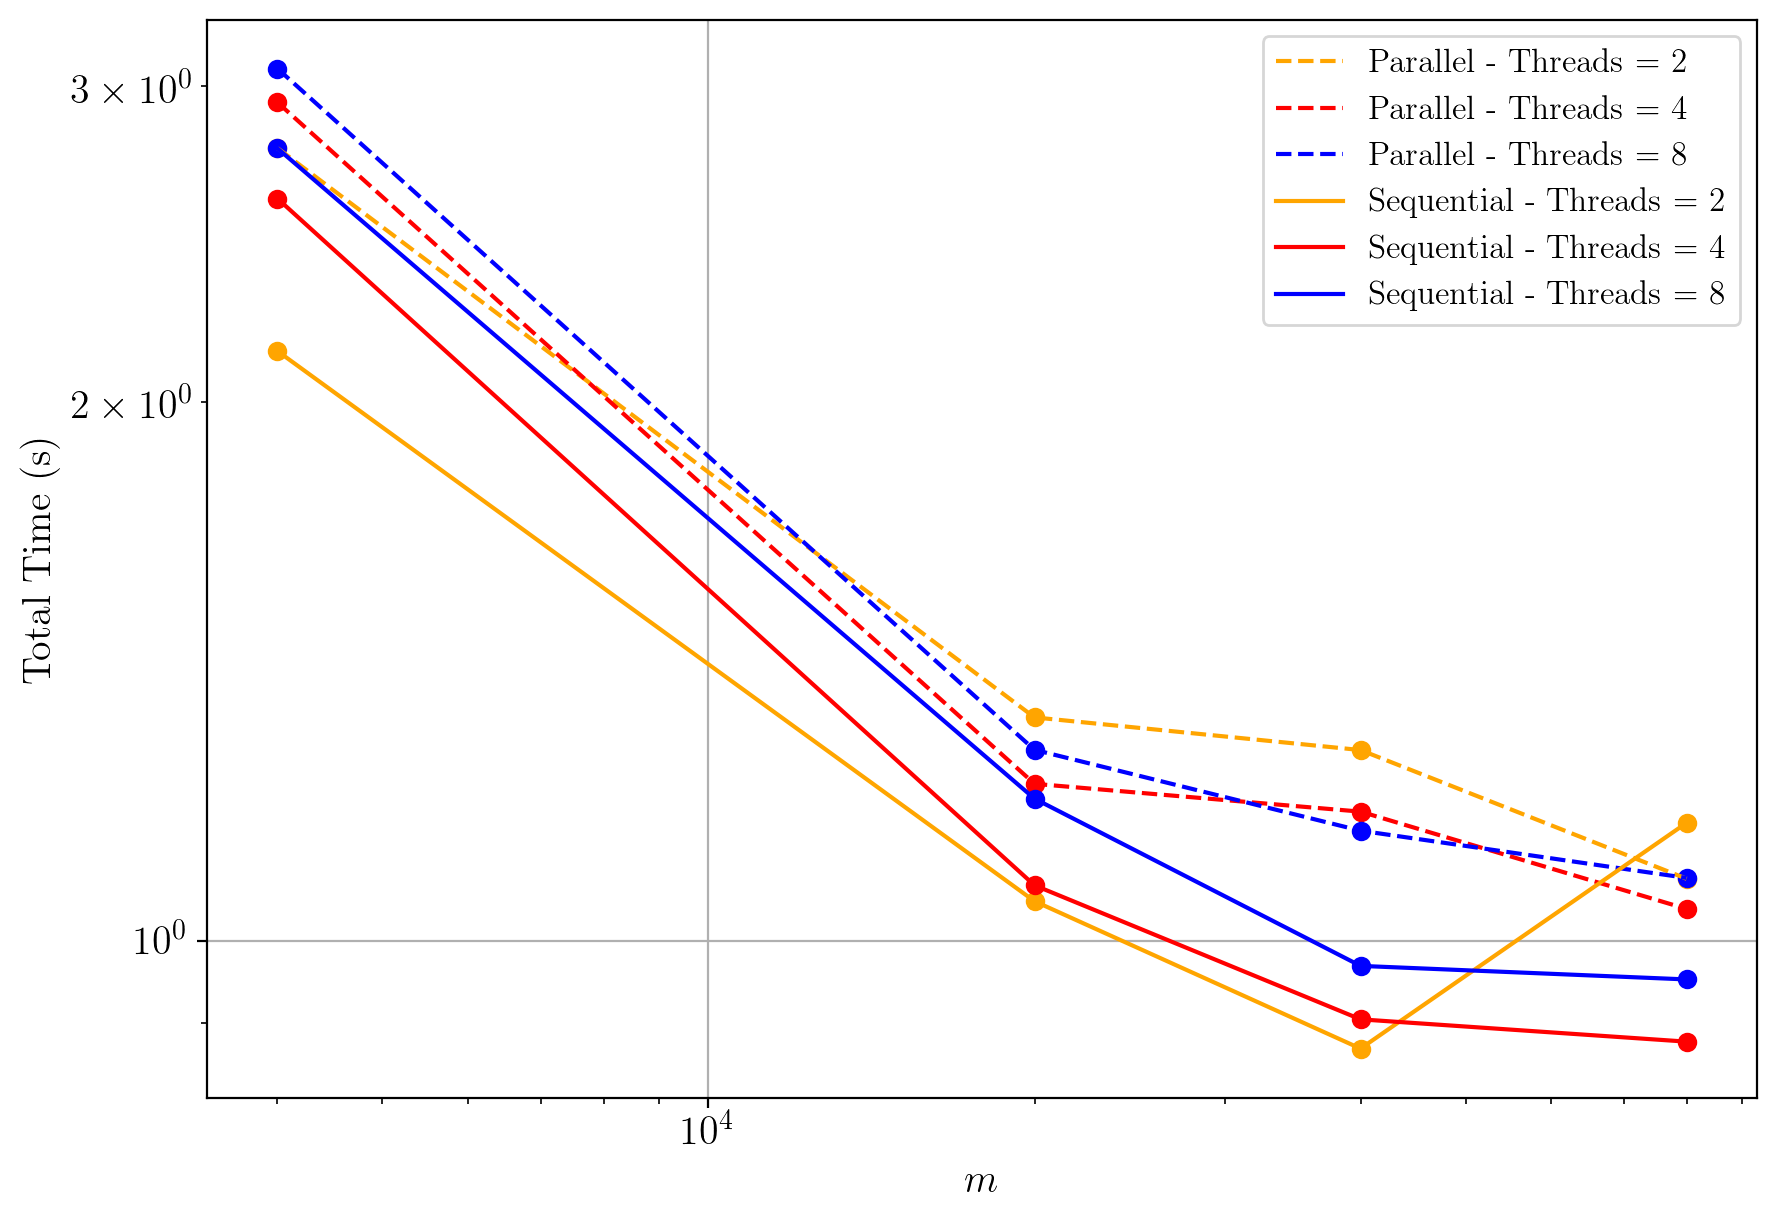 3 × 10⁰
2 × 10⁰
10⁰
Total Time (s)
10⁴
m
Parallel - Threads = 2
Parallel - Threads = 4
Parallel - Threads = 8
Sequential - Threads = 2
Sequential - Threads = 4
Sequential - Threads = 8